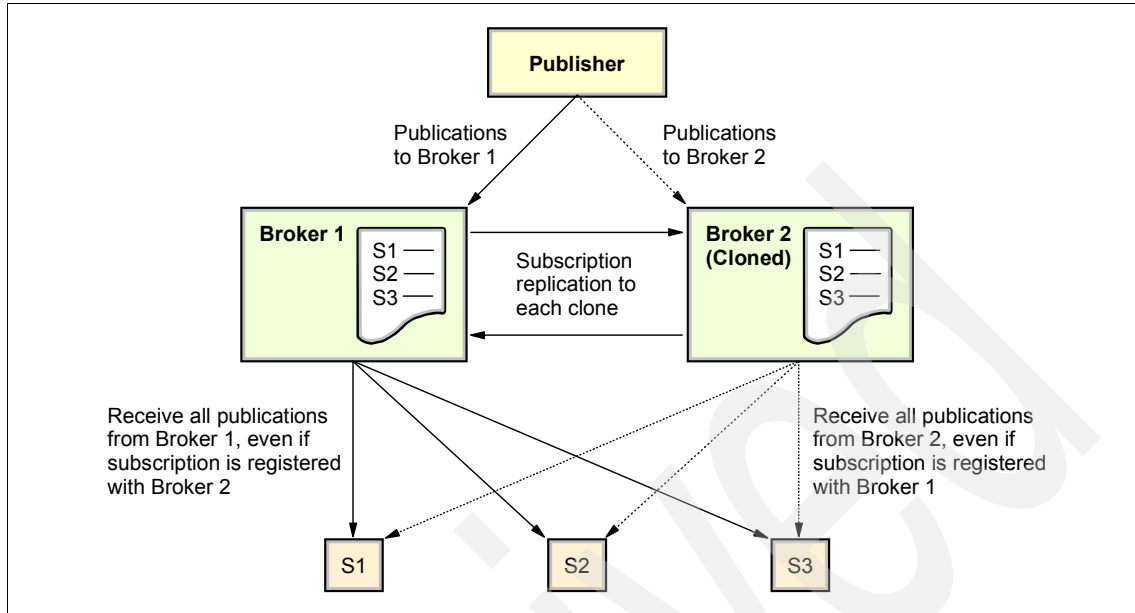 Publisher
Publications
to Broker 1
Publications
to Broker 2
Broker 1
S1
S2
S3
Subscription
replication to
each clone
Broker 2
(Cloned)
S1
S2
S3
Receive all publications
from Broker 1, even if
subscription is registered
with Broker 2
Receive all publications
from Broker 2, even if
subscription is registered
with Broker 1
S1
S2
S3